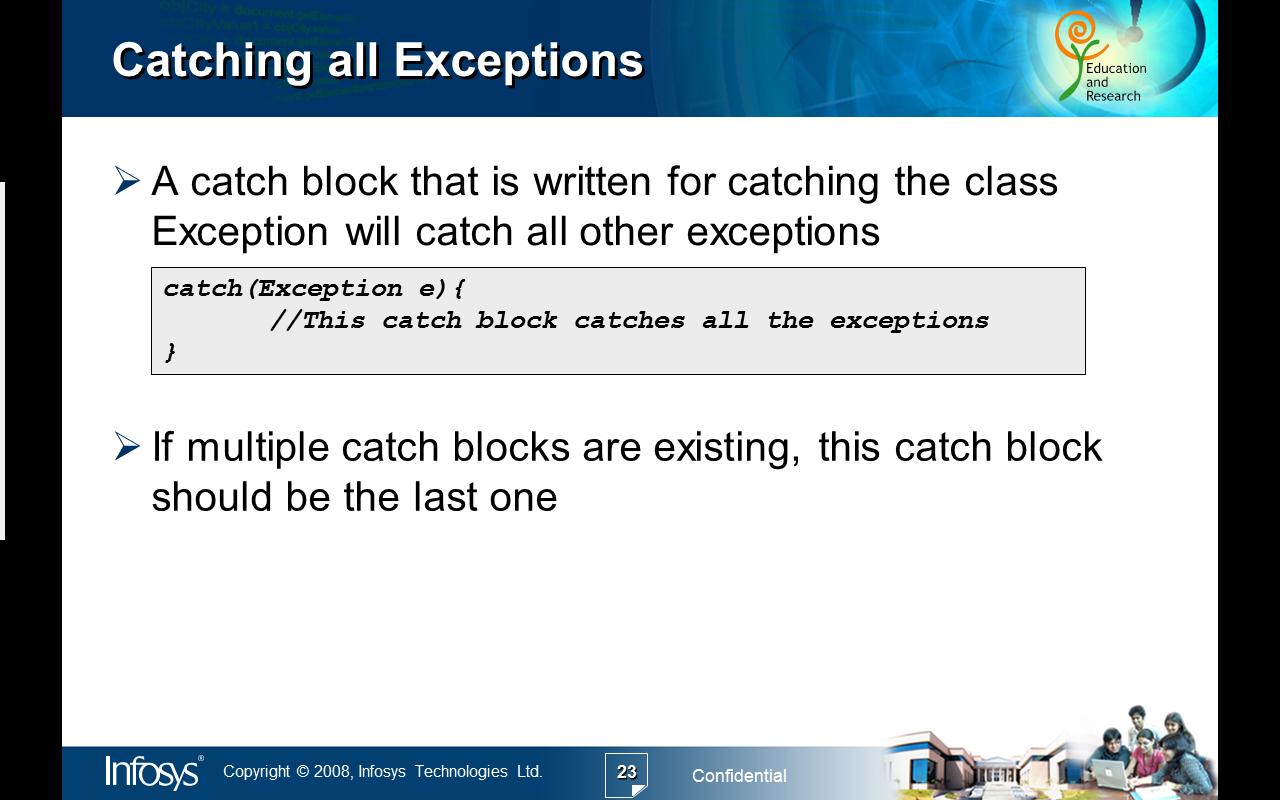 Catching all Exceptions
Education
and
Research
A catch block that is written for catching the class
Exception will catch all other exceptions
catch(Exception e){
//This catch block catches all the exceptions
}
If multiple catch blocks are existing, this catch block
should be the last one
Infosys®
Copyright © 2008, Infosys Technologies Ltd.
23
Confidential